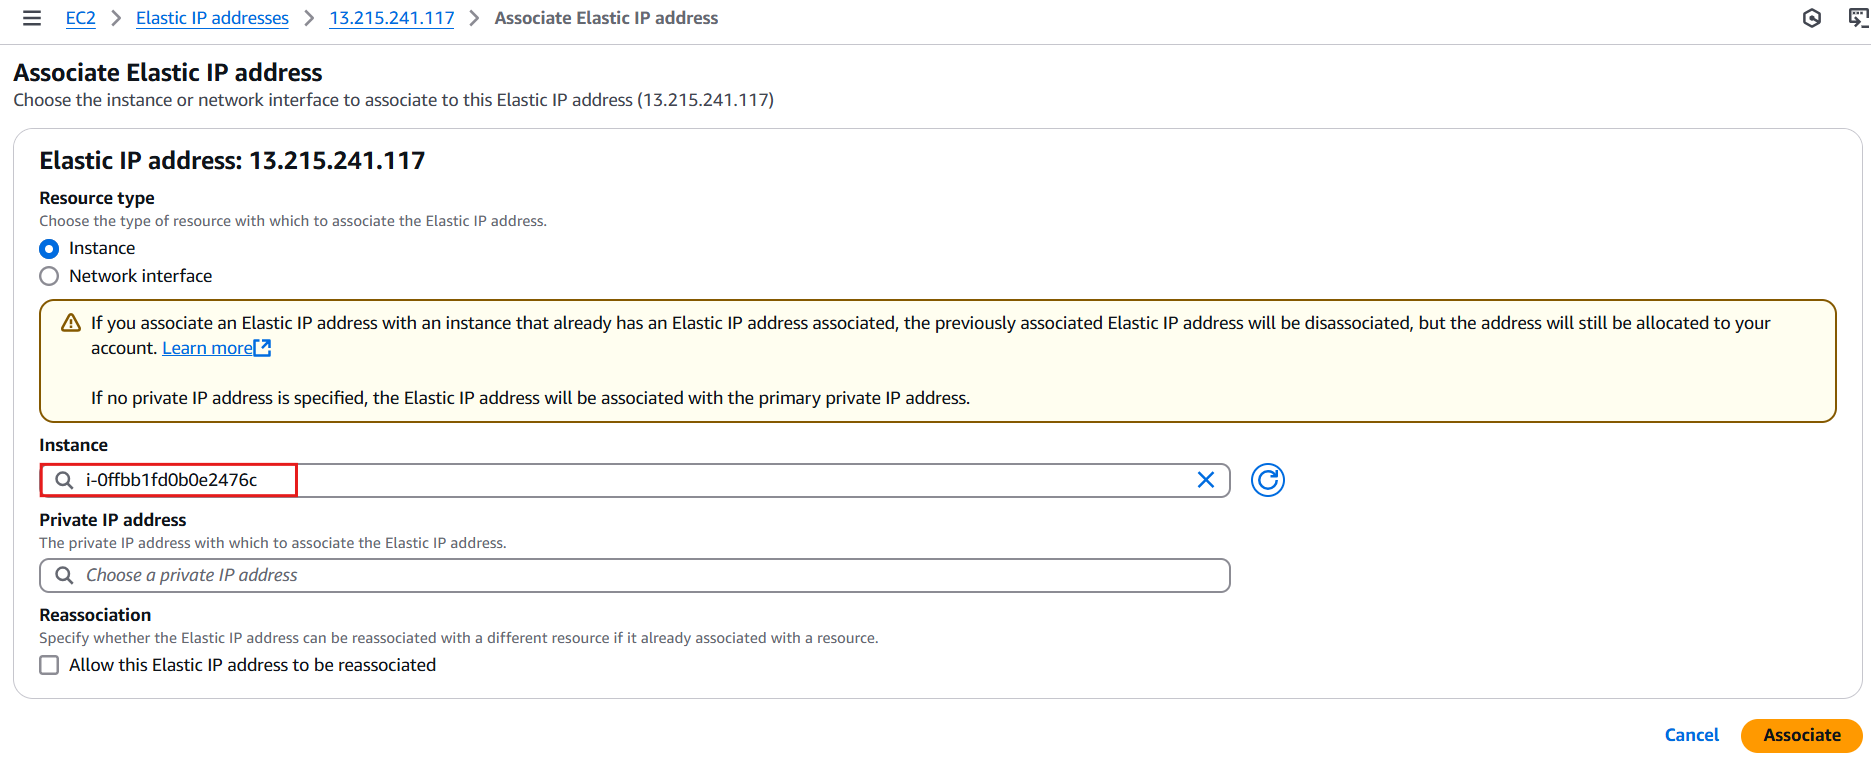 EC2 > Elastic IP addresses > 13.215.241.117 > Associate Elastic IP address
Associate Elastic IP address
Choose the instance or network interface to associate to this Elastic IP address (13.215.241.117)
Elastic IP address: 13.215.241.117
Resource type
Choose the type of resource with which to associate the Elastic IP address.
Instance
Network interface
If you associate an Elastic IP address with an instance that already has an Elastic IP address associated, the previously associated Elastic IP address will be disassociated, but the address will still be allocated to your
account. Learn more
If no private IP address is specified, the Elastic IP address will be associated with the primary private IP address.
Instance
i-0ffbb1fd0b0e2476c
Private IP address
The private IP address with which to associate the Elastic IP address.
Choose a private IP address
Reassociation
Specify whether the Elastic IP address can be reassociated with a different resource if it already associated with a resource.
Allow this Elastic IP address to be reassociated
Cancel Associate